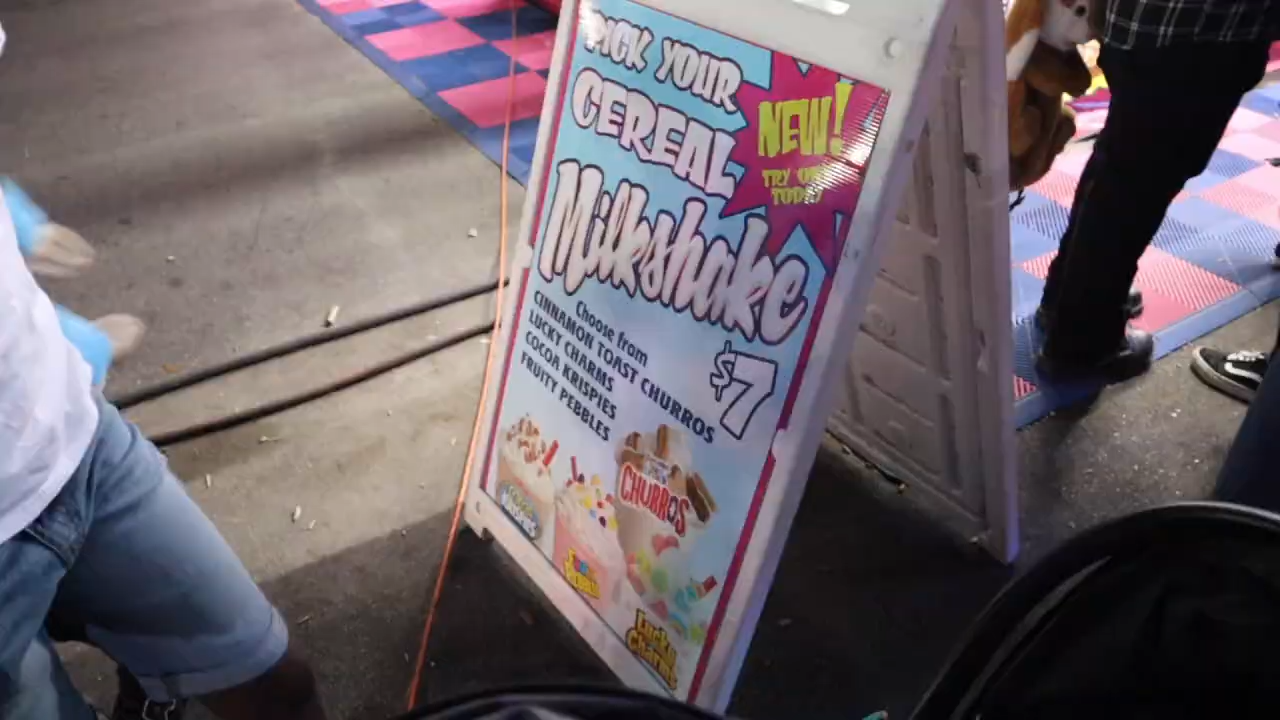 PICK YOUR
CEREAL
Milkshake
NEW!
TRY ONE
TODAY
Choose from
CINNAMON TOAST CHURROS
LUCKY CHARMS
COCOA KRISPIES
FRUITY PEBBLES
$7
CHURROS
Lucky
Charms